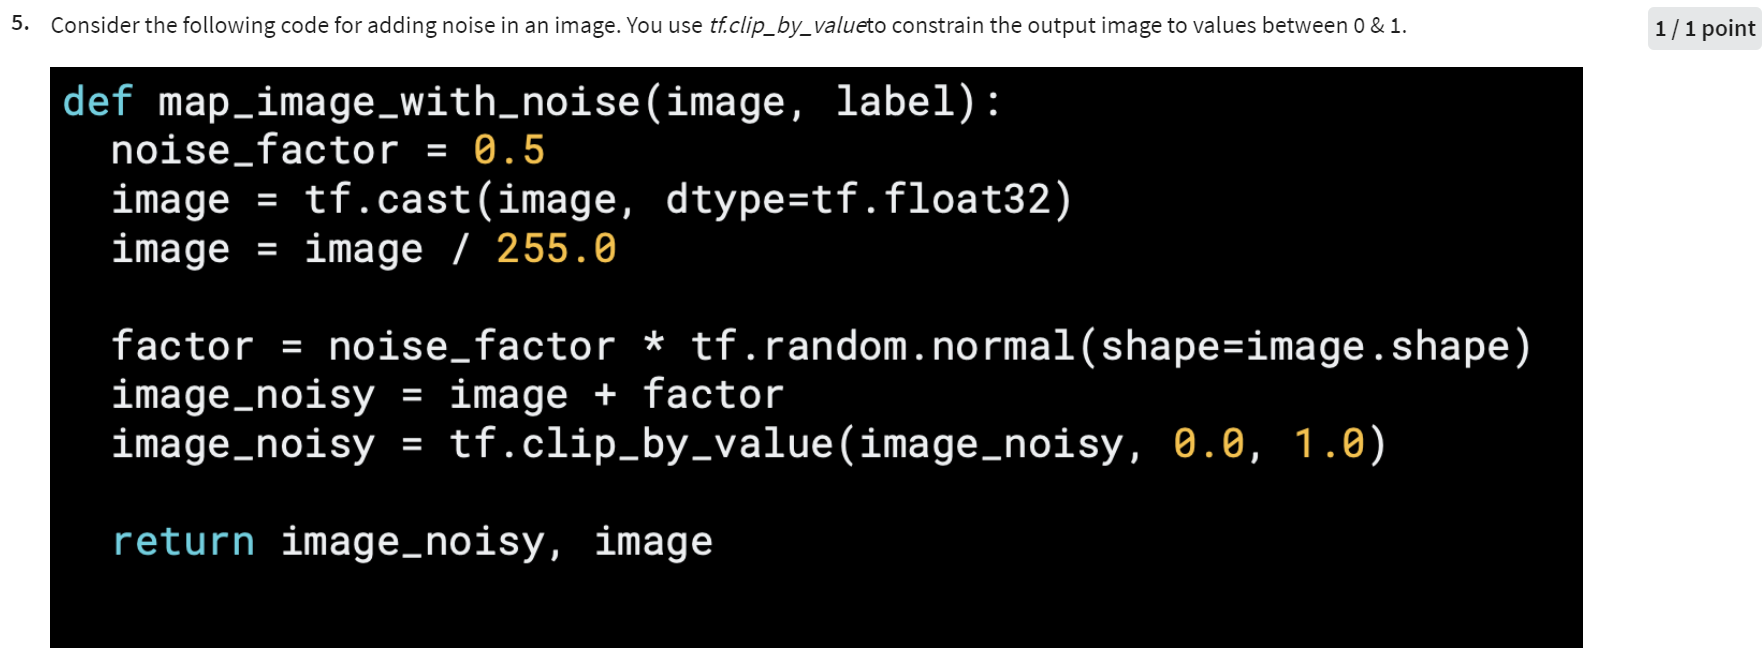 5. Consider the following code for adding noise in an image. You use tf.clip_by_valueto constrain the output image to values between 0 & 1.
1 / 1 point
def map_image_with_noise(image, label):
  noise_factor = 0.5
  image = tf.cast(image, dtype=tf.float32)
  image = image / 255.0
  factor = noise_factor * tf.random.normal(shape=image.shape)
  image_noisy = image + factor
  image_noisy = tf.clip_by_value(image_noisy, 0.0, 1.0)
  return image_noisy, image